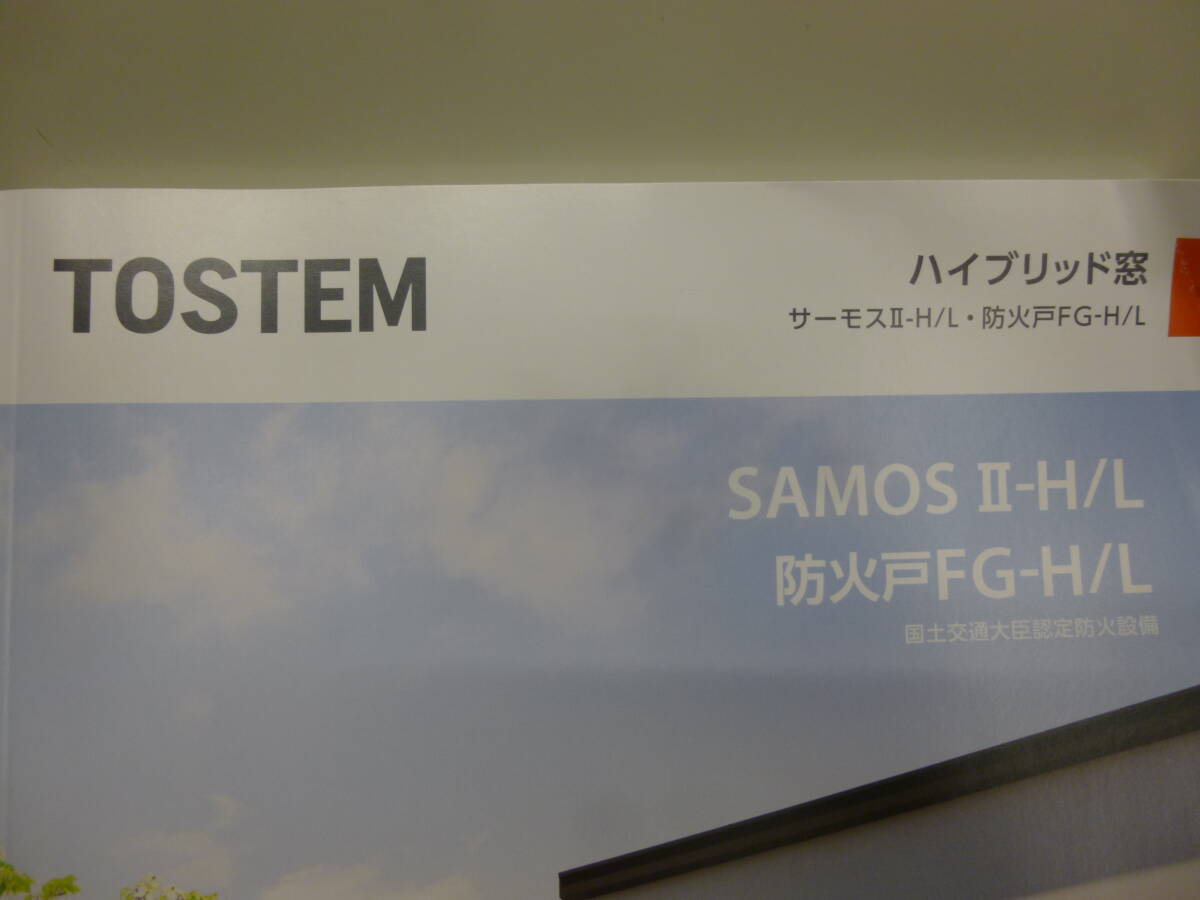 TOSTEM
ハイブリッド窓
サーモスⅡ-H/L・防火戸FG-H/L
SAMOS Ⅱ-H/L
防火戸FG-H/L
国土交通大臣認定防火設備